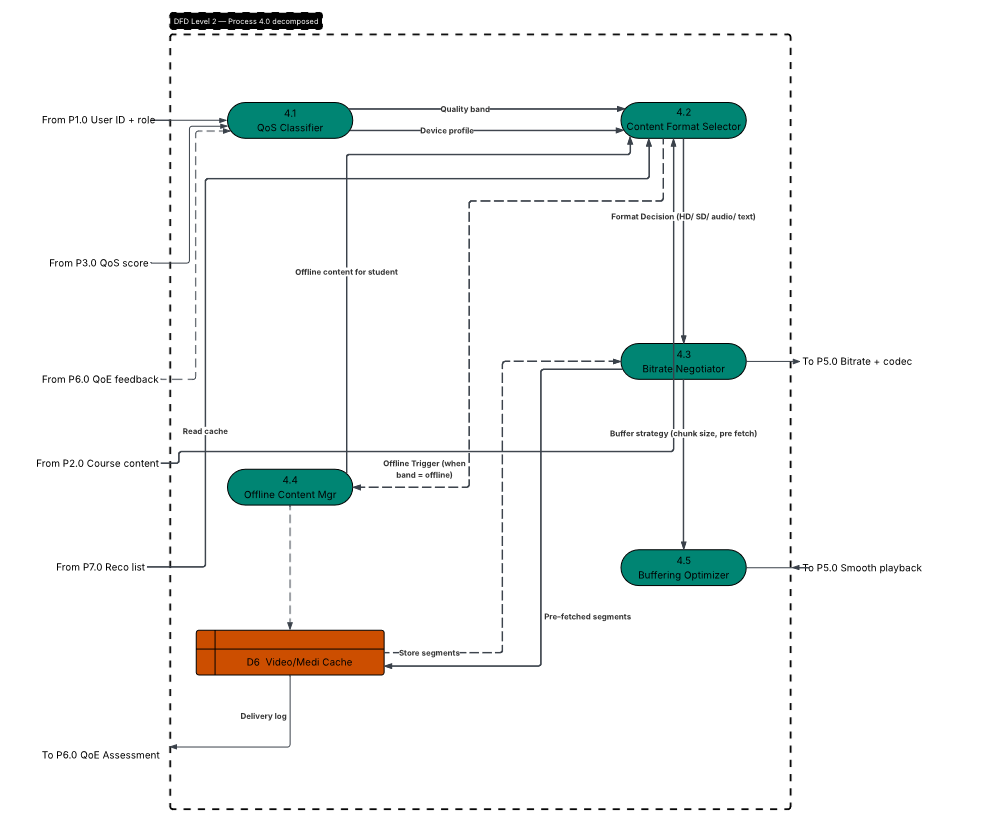 DFD Level 2 — Process 4.0 decomposed
From P1.0 User ID + role
4.1
QoS Classifier
Quality band
Device profile
4.2
Content Format Selector
Format Decision (HD/ SD/ audio/ text)
From P3.0 QoS score
Offline content for student
4.3
Bitrate Negotiator
To P5.0 Bitrate + codec
From P6.0 QoE feedback
Read cache
Buffer strategy (chunk size, pre fetch)
From P2.0 Course content
Offline Trigger (when
band = offline)
4.4
Offline Content Mgr
From P7.0 Reco list
4.5
Buffering Optimizer
To P5.0 Smooth playback
Pre-fetched segments
Store segments
D6 Video/Medi Cache
Delivery log
To P6.0 QoE Assessment